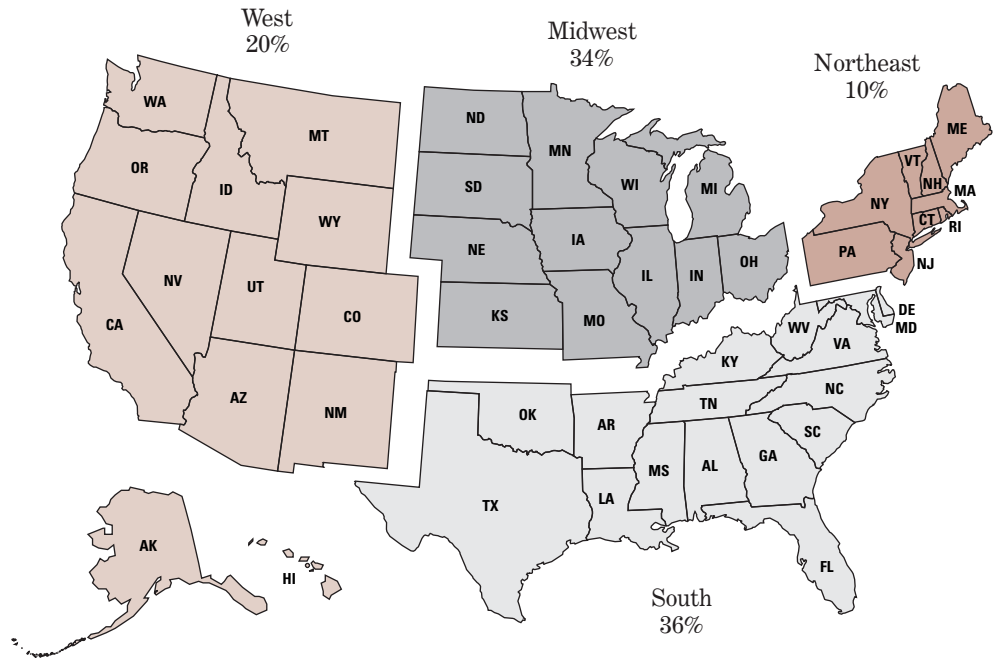 West
20%
Midwest
34%
Northeast
10%
WA
OR
ID
MT
WY
NV
UT
CA
CO
AZ
NM
AK
HI
ND
MN
SD
WI
MI
NE
IA
IL
IN
OH
KS
MO
ME
VT
NH
MA
NY
CT
RI
PA
NJ
DE
MD
WV
VA
KY
NC
TN
SC
OK
AR
MS
AL
GA
LA
TX
FL
South
36%